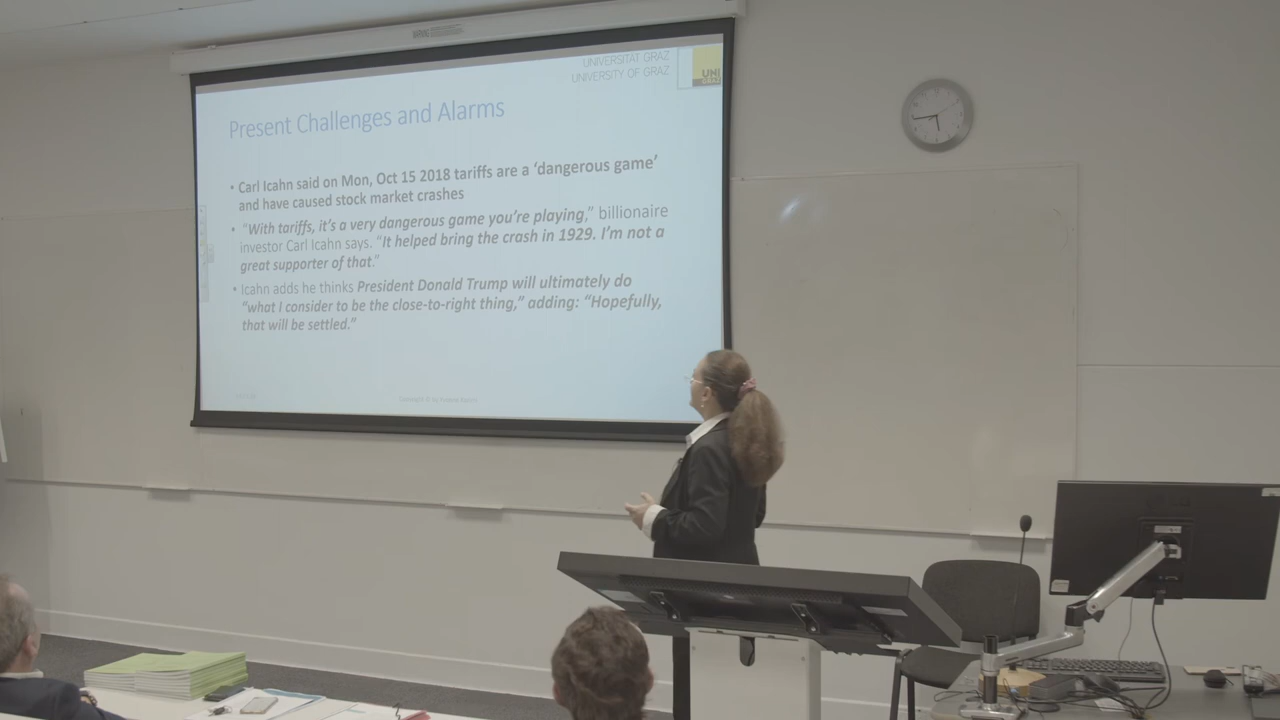 UNIVERSITÄT GRAZ
UNIVERSITY OF GRAZ
UNI
GRAZ
Present Challenges and Alarms
• Carl Icahn said on Mon, Oct 15 2018 tariffs are a ‘dangerous game’
and have caused stock market crashes
• “With tariffs, it’s a very dangerous game you’re playing,” billionaire
investor Carl Icahn says. “It helped bring the crash in 1929. I’m not a
great supporter of that.”
• Icahn adds he thinks President Donald Trump will ultimately do
“what I consider to be the close-to-right thing,” adding: “Hopefully,
that will be settled.”